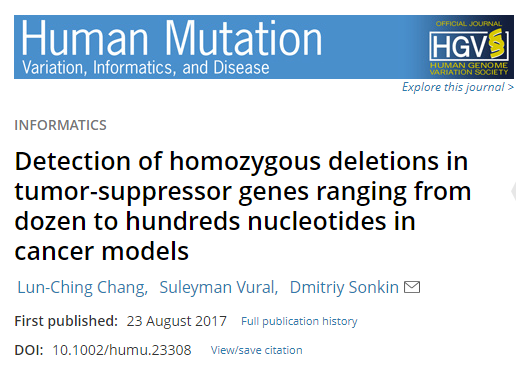 Human Mutation
Variation, Informatics, and Disease
OFFICIAL JOURNAL
HGVS
HUMAN GENOME
VARIATION SOCIETY
Explore this journal >
INFORMATICS
Detection of homozygous deletions in
tumor-suppressor genes ranging from
dozen to hundreds nucleotides in
cancer models
Lun-Ching Chang, Suleyman Vural, Dmitriy Sonkin
First published: 23 August 2017 Full publication history
DOI: 10.1002/humu.23308 View/save citation